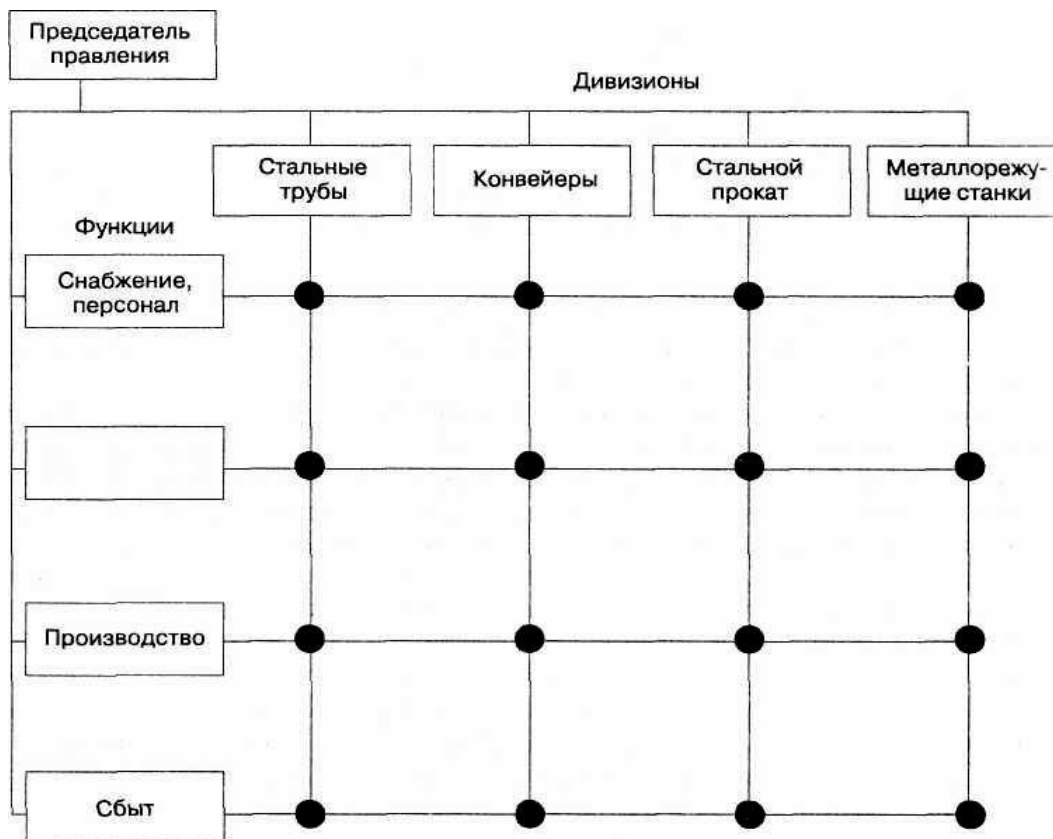 Председатель
правления
Дивизионы
Стальные
трубы
Конвейеры
Стальной
прокат
Металлорежу-
щие станки
Функции
Снабжение,
персонал
Производство
Сбыт